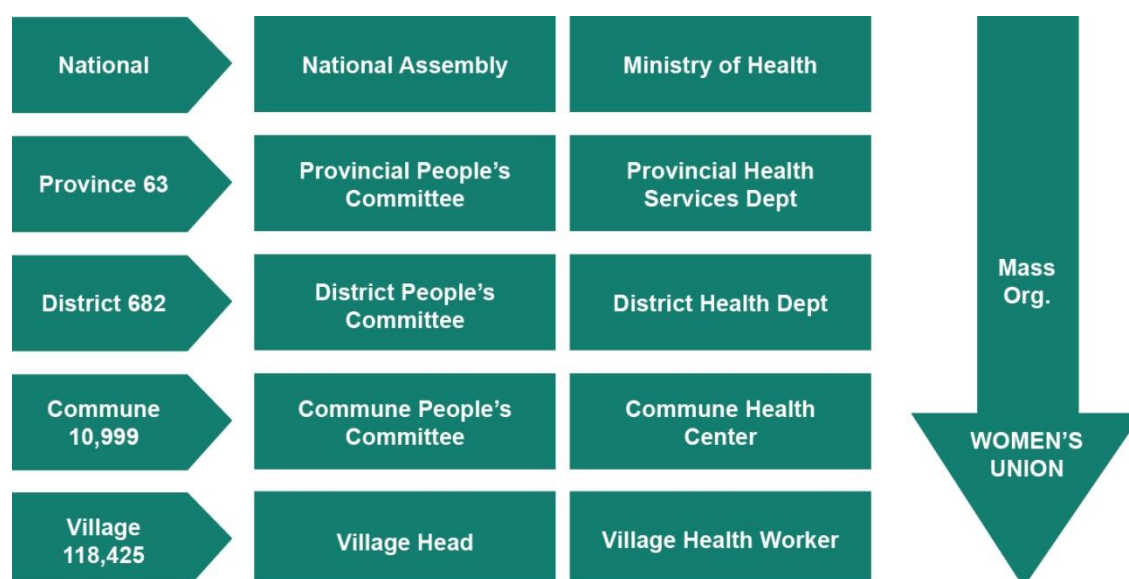 National
National Assembly
Ministry of Health
Province 63
Provincial People’s
Committee
Provincial Health
Services Dept
District 682
District People’s
Committee
District Health Dept
Commune
10,999
Commune People’s
Committee
Commune Health
Center
Village
118,425
Village Head
Village Health Worker
Mass
Org.
WOMEN’S
UNION